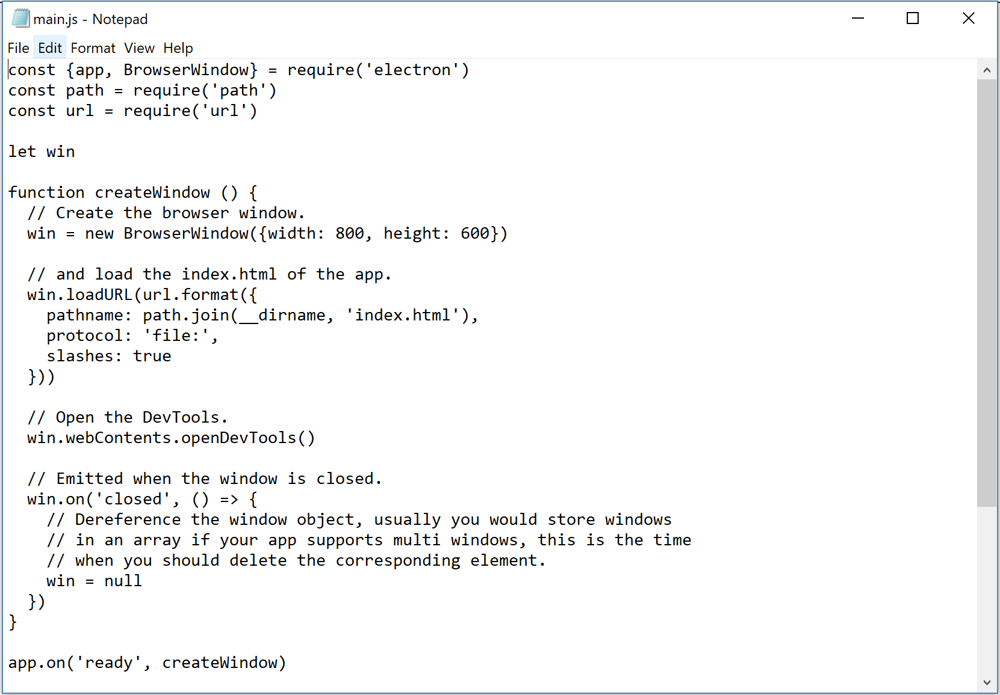 main.js - Notepad
File Edit Format View Help
const {app, BrowserWindow} = require('electron')
const path = require('path')
const url = require('url')

let win

function createWindow () {
  // Create the browser window.
  win = new BrowserWindow({width: 800, height: 600})

  // and load the index.html of the app.
  win.loadURL(url.format({
    pathname: path.join(__dirname, 'index.html'),
    protocol: 'file:',
    slashes: true
  }))

  // Open the DevTools.
  win.webContents.openDevTools()

  // Emitted when the window is closed.
  win.on('closed', () => {
    // Dereference the window object, usually you would store windows
    // in an array if your app supports multi windows, this is the time
    // when you should delete the corresponding element.
    win = null
  })
}

app.on('ready', createWindow)